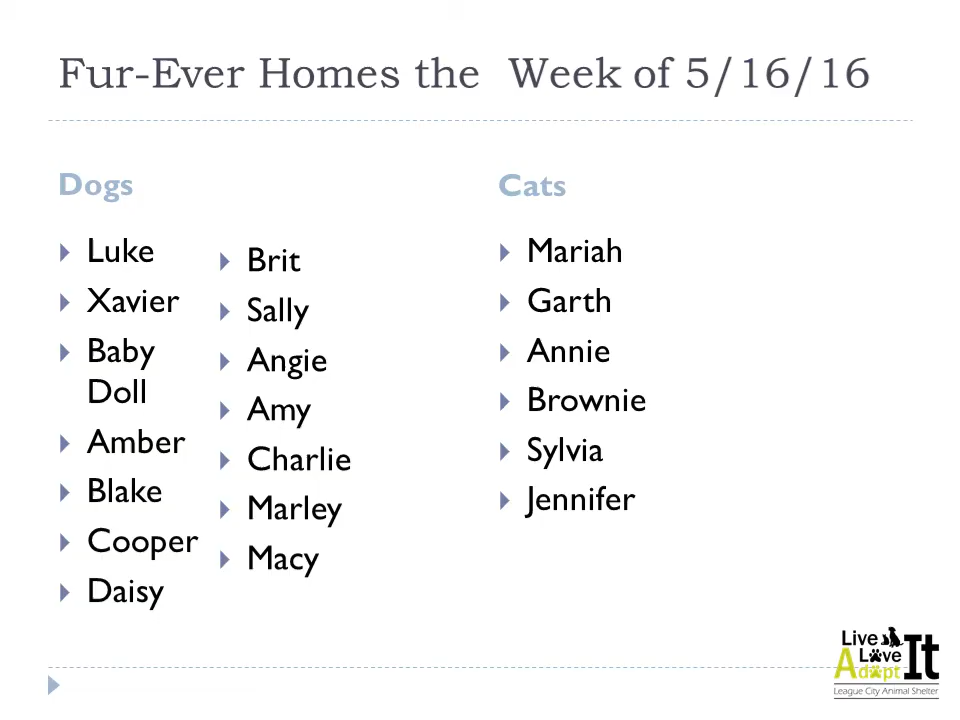 Fur-Ever Homes the Week of 5/16/16
Dogs
Luke
Xavier
Baby
Doll
Amber
Blake
Cooper
Daisy
Brit
Sally
Angie
Amy
Charlie
Marley
Macy
Cats
Mariah
Garth
Annie
Brownie
Sylvia
Jennifer
Live
Love It
Adopt
League City Animal Shelter